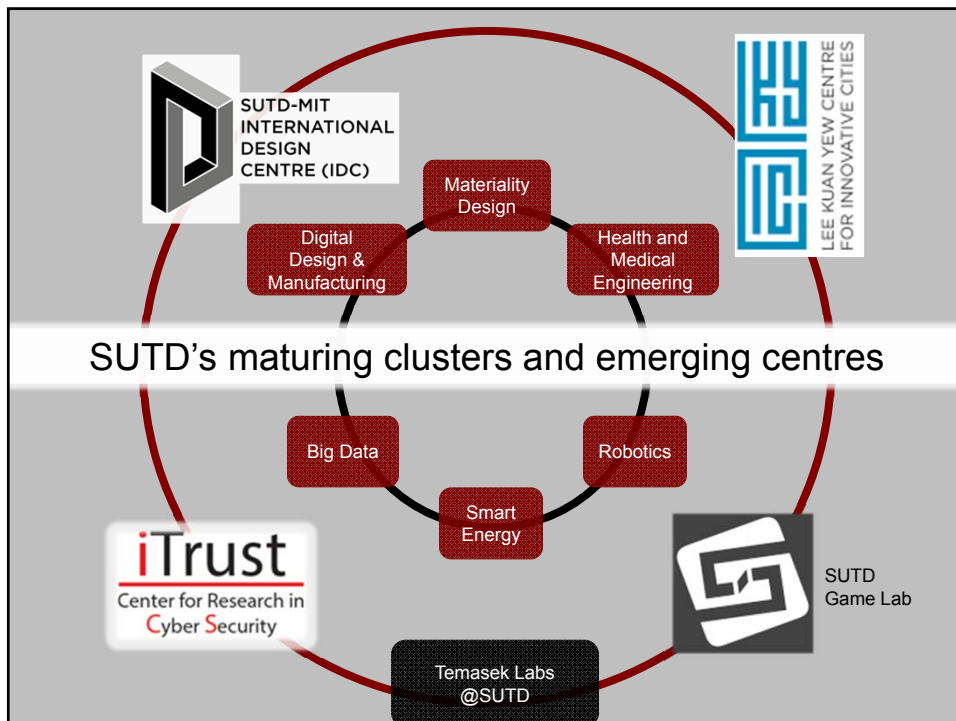 SUTD-MIT
INTERNATIONAL
DESIGN
CENTRE (IDC)
LEE KUAN YEW CENTRE
FOR INNOVATIVE CITIES
Materiality
Design
Digital
Design &
Manufacturing
Health and
Medical
Engineering
SUTD's maturing clusters and emerging centres
Big Data
Robotics
Smart
Energy
iTrust
Center for Research in
Cyber Security
SUTD
Game Lab
Temasek Labs
@SUTD